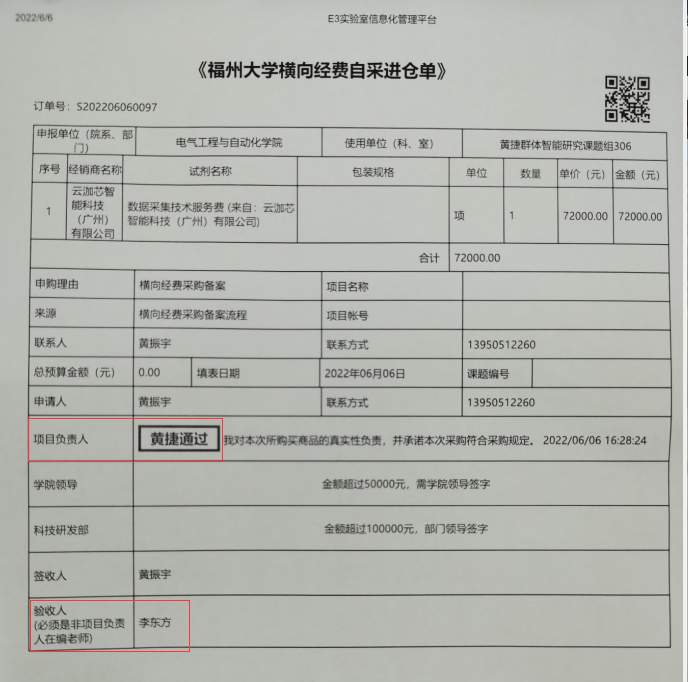 2022/6/6
E3实验室信息化管理平台
《福州大学横向经费自采进仓单》
订单号：S202206060097
申报单位（院系、部
门）
电气工程与自动化学院
使用单位（科、室）
黄捷群体智能研究课题组306
序号 经销商名称 试剂名称 包装规格 单位 数量 单价（元） 金额（元）
1
云泇芯智
能科技
（广州）
有限公司
数据采集技术服务费（来自：云泇芯
智能科技（广州）有限公司）
项 1 72000.00 72000.00
合计 72000.00
申购理由 横向经费采购备案 项目名称
来源 横向经费采购备案流程 项目帐号
联系人 黄振宇 联系方式 13950512260
总预算金额（元） 0.00 填表日期 2022年06月06日 课题编号
申请人 黄振宇 联系方式 13950512260
项目负责人 黄捷通过 我对本次所购买商品的真实性负责，并承诺本次采购符合采购规定。 2022/06/06 16:28:24
学院领导 金额超过50000元，需学院领导签字
科技研发部 金额超过100000元，部门领导签字
签收人 黄振宇
验收人
(必须是非项目负责
人在编老师)
李东方